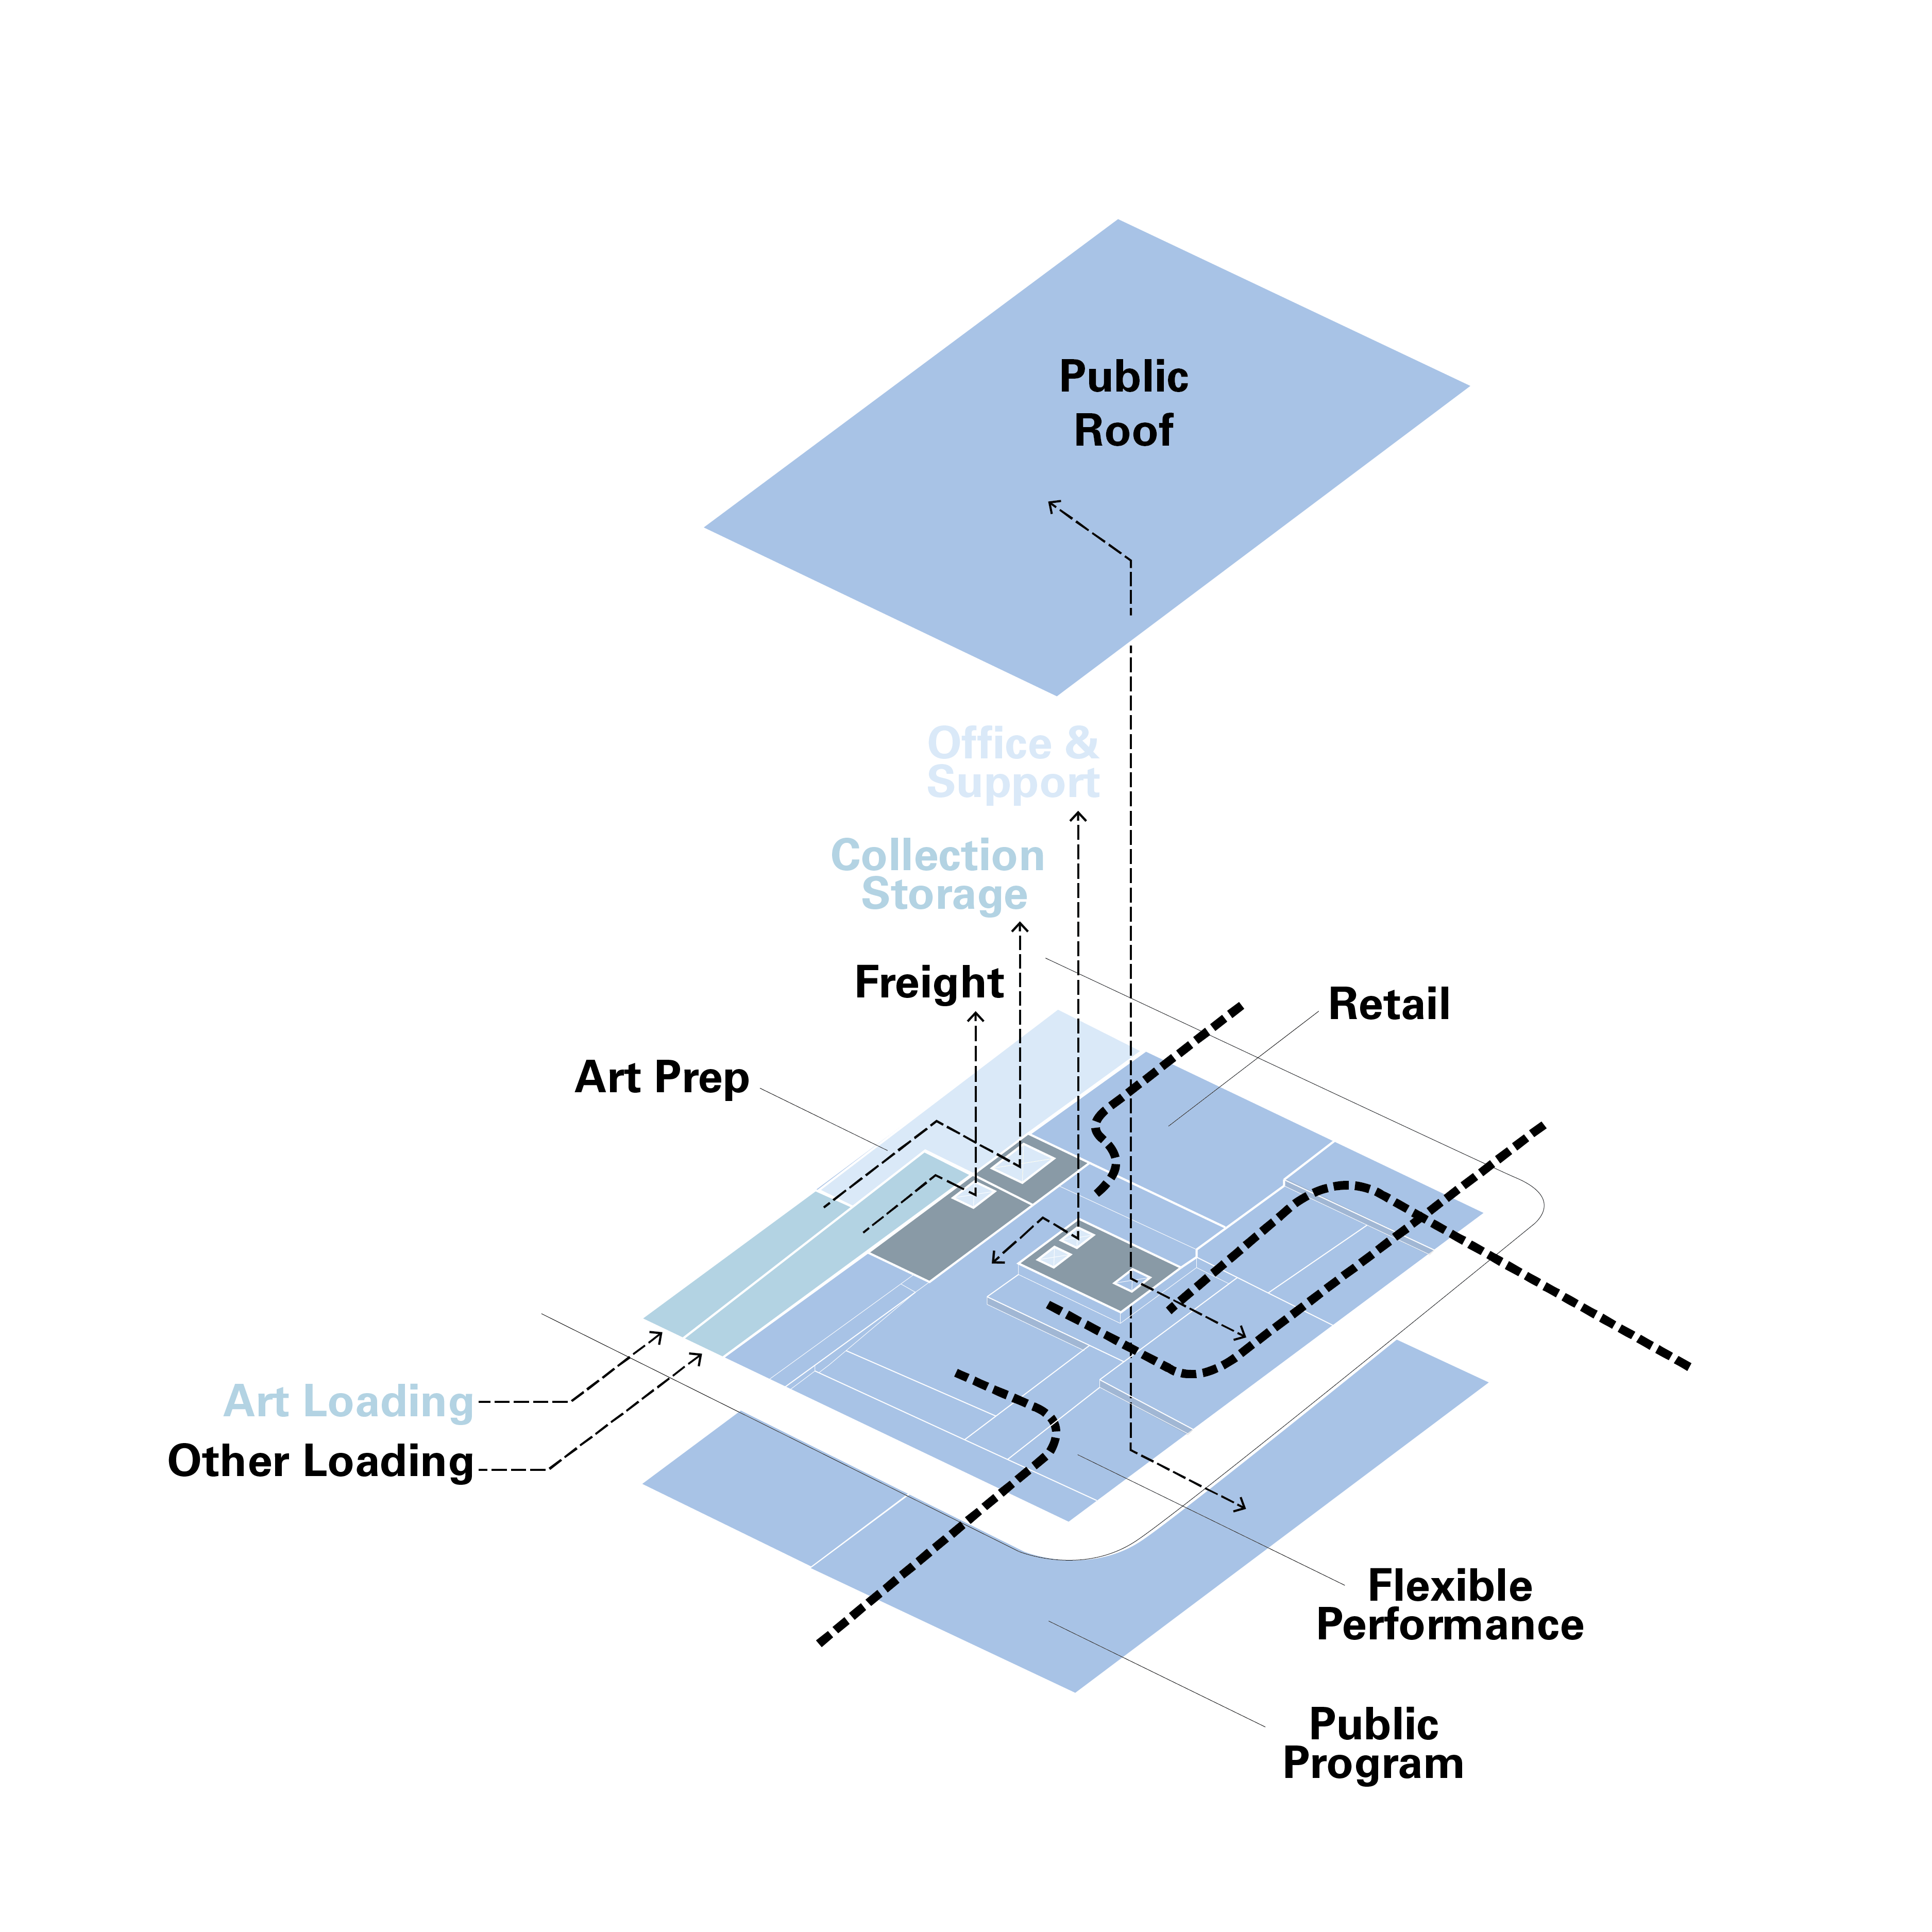 Public
Roof
Office &
Support
Collection
Storage
Freight
Retail
Art Prep
Art Loading
Other Loading
Flexible
Performance
Public
Program